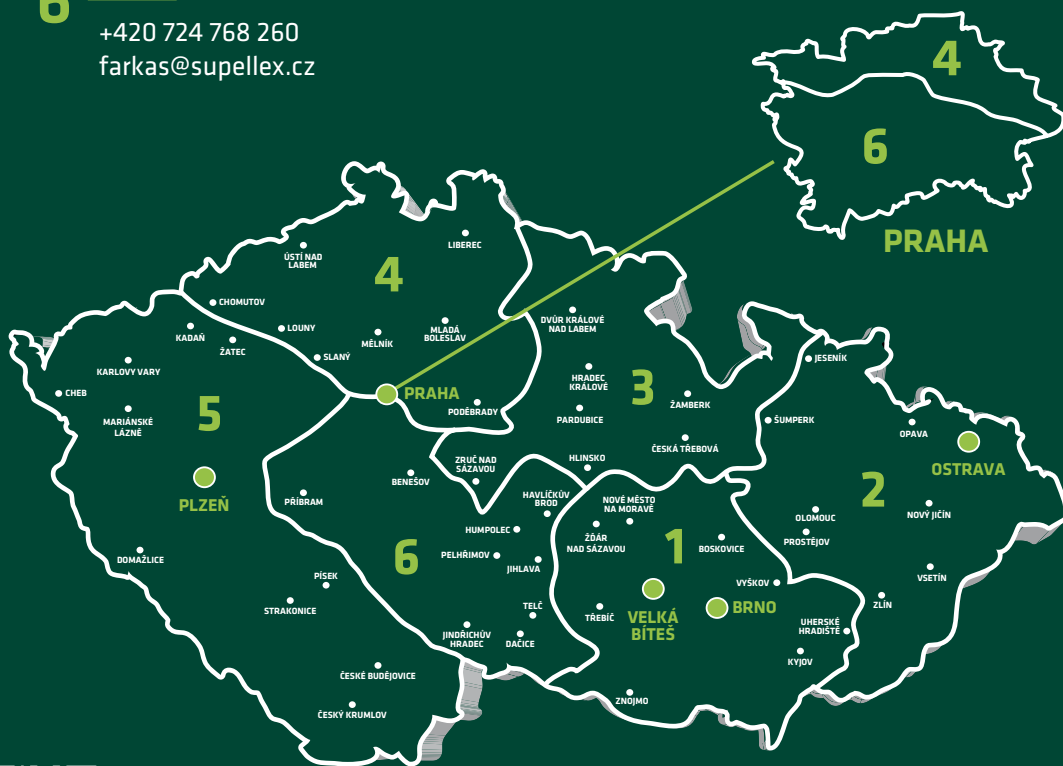 6
+420 724 768 260
farkas@supellex.cz
4
6
PRAHA
LIBEREC
ÚSTÍ NAD
LABEM
4
CHOMUTOV
LOUNY
KADAŇ
ŽATEC
MĚLNÍK
MLADÁ
BOLESLAV
DVŮR KRÁLOVÉ
NAD LABEM
SLANÝ
JESENÍK
KARLOVY VARY
CHEB
HRADEC
KRÁLOVÉ
3
PRAHA
ŽAMBERK
PODĚBRADY
PARDUBICE
MARIÁNSKÉ
LÁZNĚ
5
ŠUMPERK
OPAVA
ČESKÁ TŘEBOVÁ
OSTRAVA
HLINSKO
ZRUČ NAD
SÁZAVOU
BENEŠOV
PLZEŇ
PŘÍBRAM
HAVLÍČKŮV
BROD
NOVÉ MĚSTO
NA MORAVĚ
2
OLOMOUC
NOVÝ JIČÍN
HUMPOLEC
ŽĎÁR
NAD SÁZAVOU
1
BOSKOVICE
PROSTĚJOV
DOMAŽLICE
PELHŘIMOV
6
JIHLAVA
VSETÍN
PÍSEK
VYŠKOV
STRAKONICE
TELČ
TŘEBÍČ
VELKÁ
BÍTEŠ
BRNO
ZLÍN
UHERSKÉ
HRADIŠTĚ
JINDŘICHŮV
HRADEC
DAČICE
KYJOV
ČESKÉ BUDĚJOVICE
ZNOJMO
ČESKÝ KRUMLOV